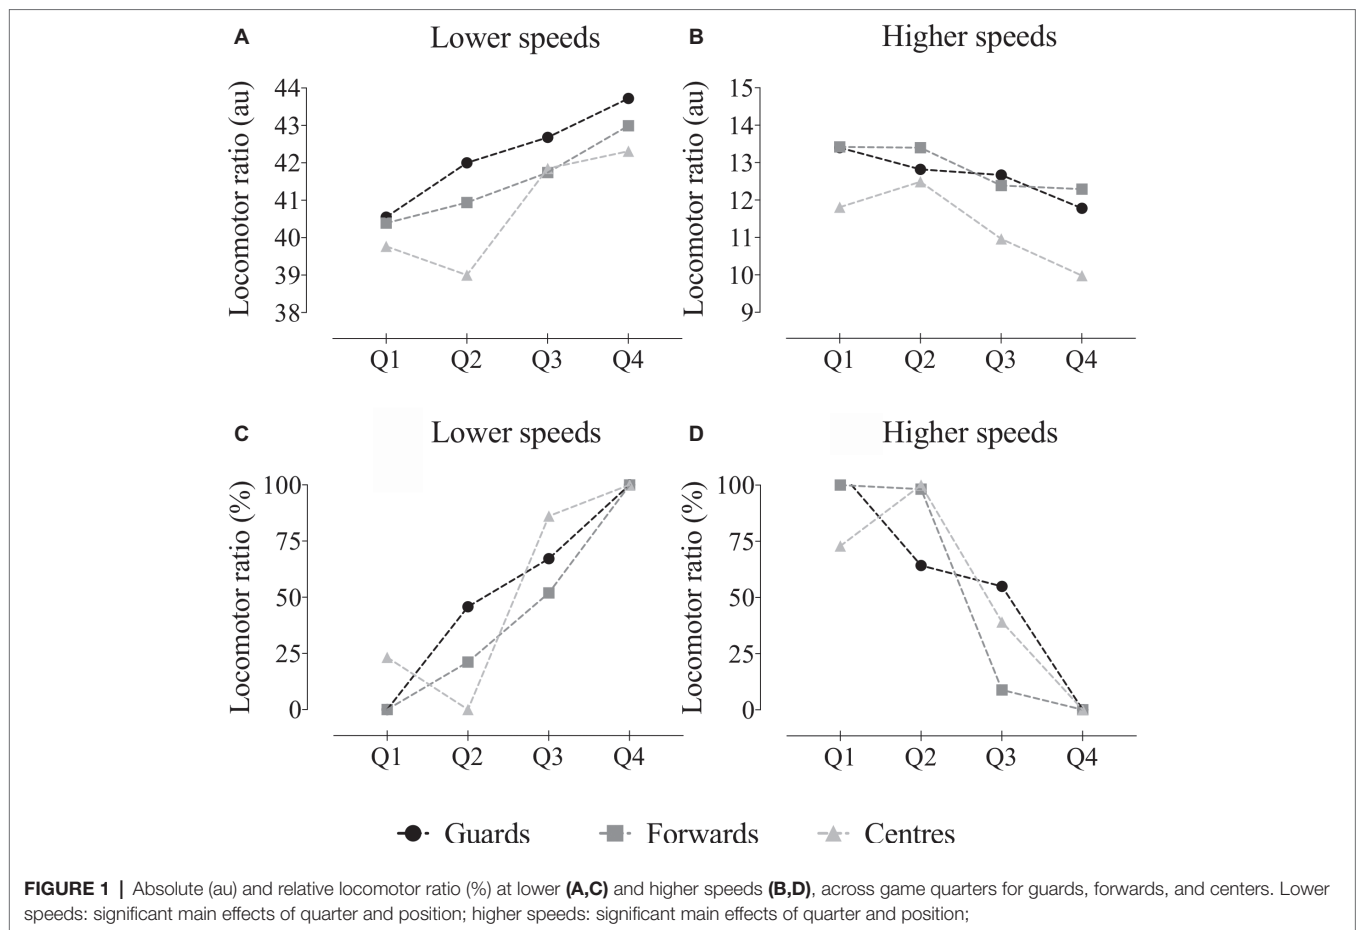 A Lower speeds
B Higher speeds
Locomotor ratio (au)
44
43
42
41
40
39
38
Q1 Q2 Q3 Q4
Locomotor ratio (au)
15
14
13
12
11
10
9
Q1 Q2 Q3 Q4
C Lower speeds
D Higher speeds
Locomotor ratio (%)
100
75
50
25
0
Q1 Q2 Q3 Q4
Locomotor ratio (%)
100
75
50
25
0
Q1 Q2 Q3 Q4
Guards Forwards Centres
FIGURE 1 | Absolute (au) and relative locomotor ratio (%) at lower (A,C) and higher speeds (B,D), across game quarters for guards, forwards, and centers. Lower
speeds: significant main effects of quarter and position; higher speeds: significant main effects of quarter and position;